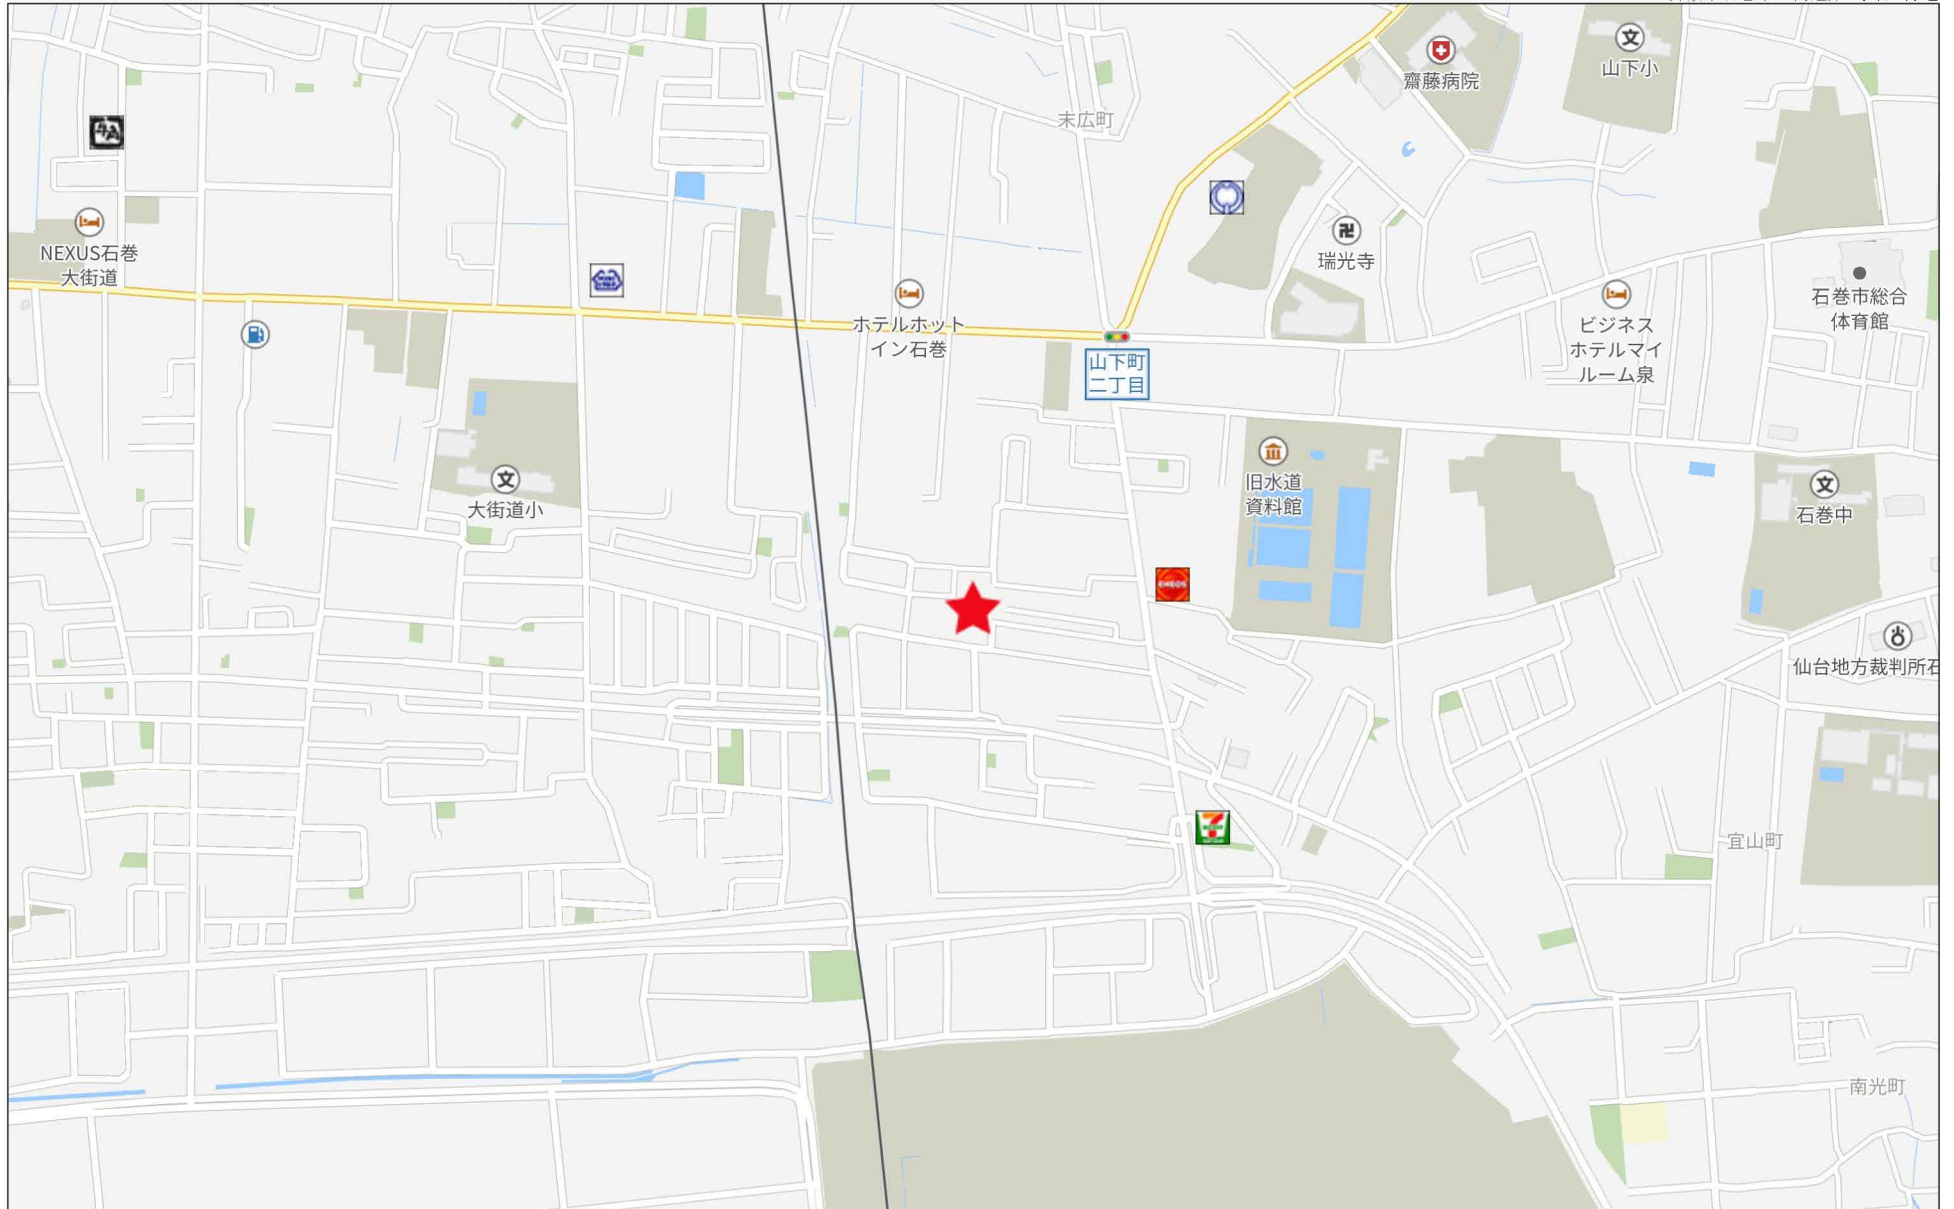 山下小
齋藤病院
末広町
牛角
NEXUS石巻
大街道
瑞光寺
石巻市総合
体育館
ホテルホット
イン石巻
ビジネス
ホテルマイ
ルーム泉
山下町
二丁目
旧水道
資料館
大街道小
石巻中
ENEOS
仙台地方裁判所石
宜山町
南光町